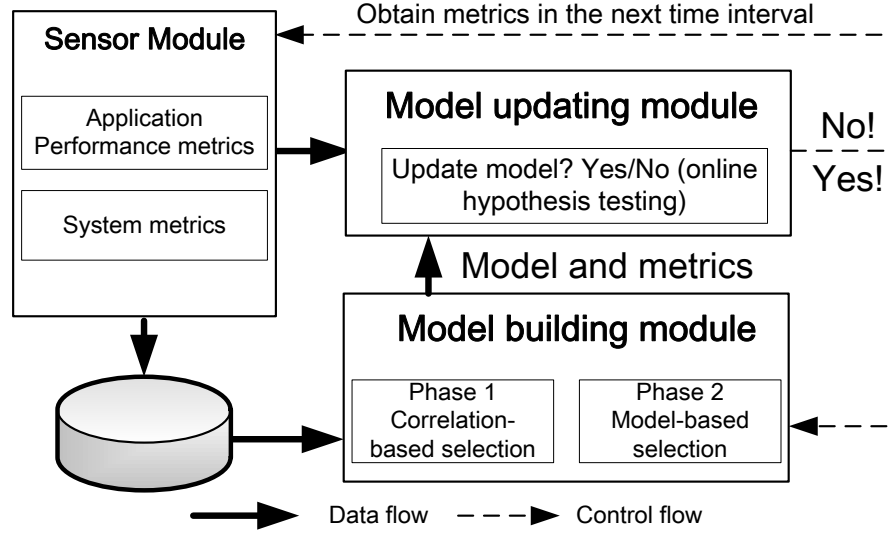 Obtain metrics in the next time interval
Sensor Module
Application
Performance metrics
System metrics
Model updating module
Update model? Yes/No (online
hypothesis testing)
No!
Yes!
Model and metrics
Model building module
Phase 1
Correlation-
based selection
Phase 2
Model-based
selection
Data flow
Control flow